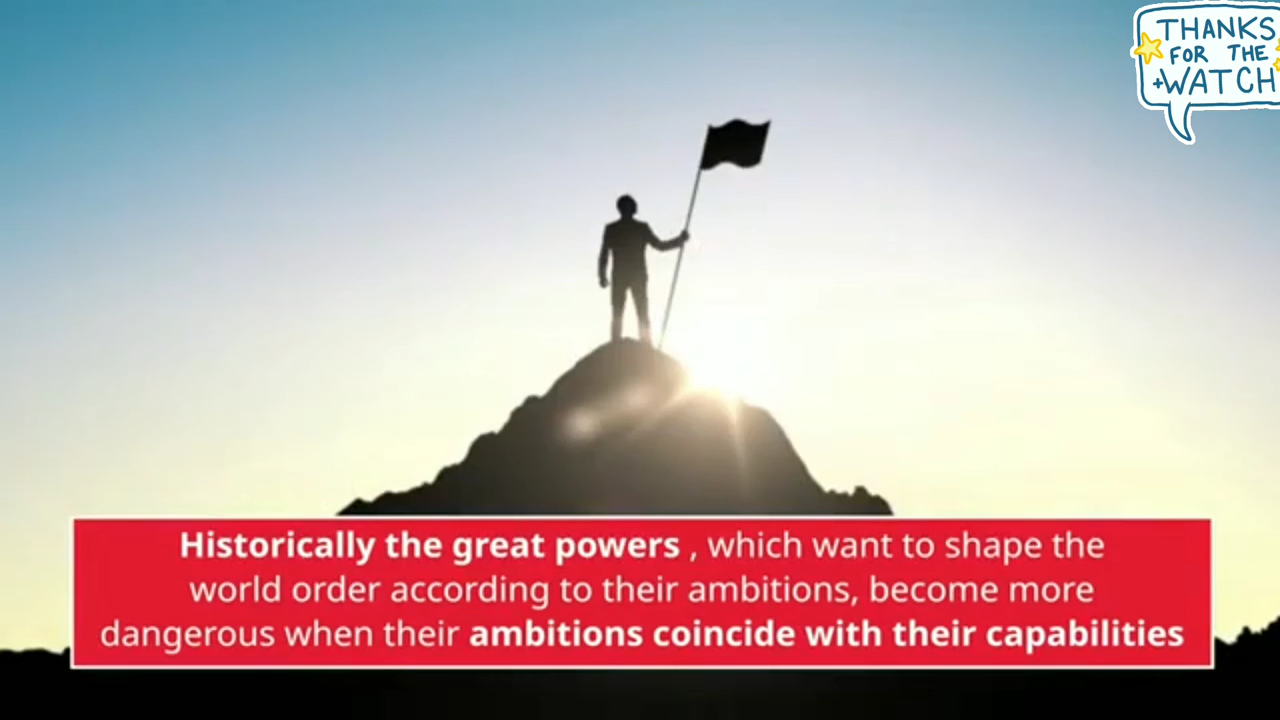 THANKS
FOR THE
WATCH
Historically the great powers , which want to shape the
world order according to their ambitions, become more
dangerous when their ambitions coincide with their capabilities